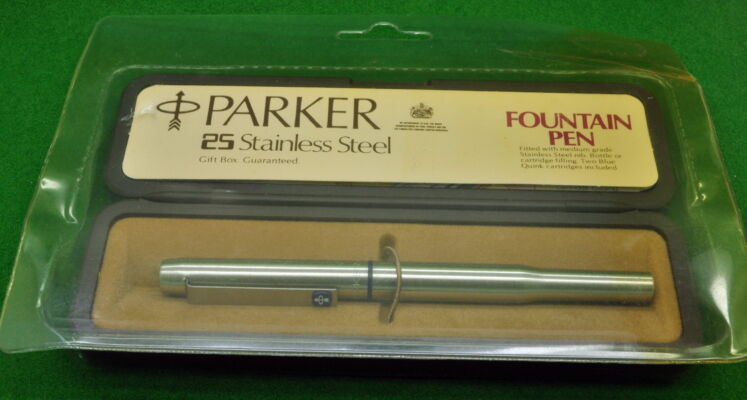 PARKER
25 Stainless Steel
Gift Box. Guaranteed.
FOUNTAIN
PEN
Fitted with medium grade
Stainless Steel nib. Bottle or
cartridge filling. Two Blue
Quink cartridges included